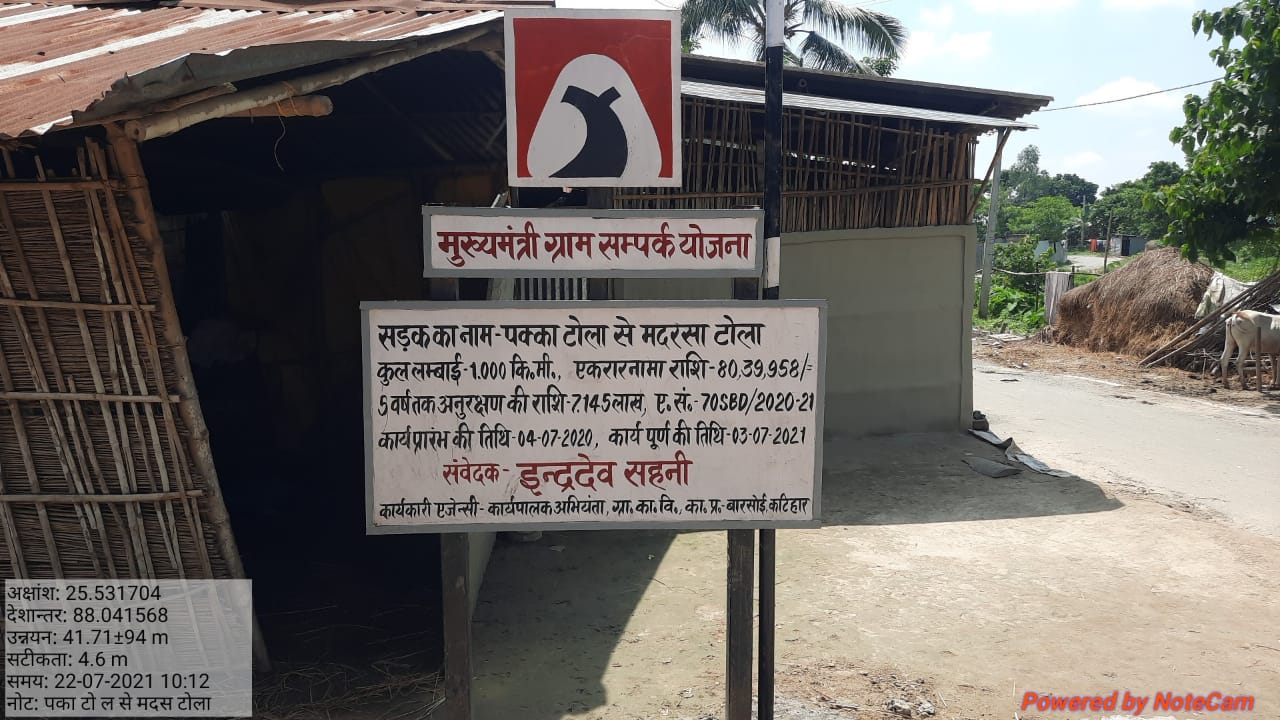 मुख्यमंत्री ग्राम सम्पर्क योजना
सड़क का नाम-पक्का टोला से मदरसा टोला
कुल लम्बाई-1.000 कि.मी., एकरारनामा राशि-80,39,958/=
5 वर्ष तक अनुरक्षण की राशि-7.145लाख, ए.सं.-70SBD/2020-21
कार्य प्रारंभ की तिथि-04-07-2020, कार्य पूर्ण की तिथि-03-07-2021
संवेदक- इन्द्रदेव सहनी
कार्यकारी एजेन्सी-कार्यपालक अभियंता, ग्रा.का.वि., का.प्र.-बारसोई, कटिहार
अक्षांश: 25.531704
देशान्तर: 88.041568
उन्नयन: 41.71±94 m
सटीकता: 4.6 m
समय: 22-07-2021 10:12
नोट: पका टो ल से मदस टोला
Powered by NoteCam